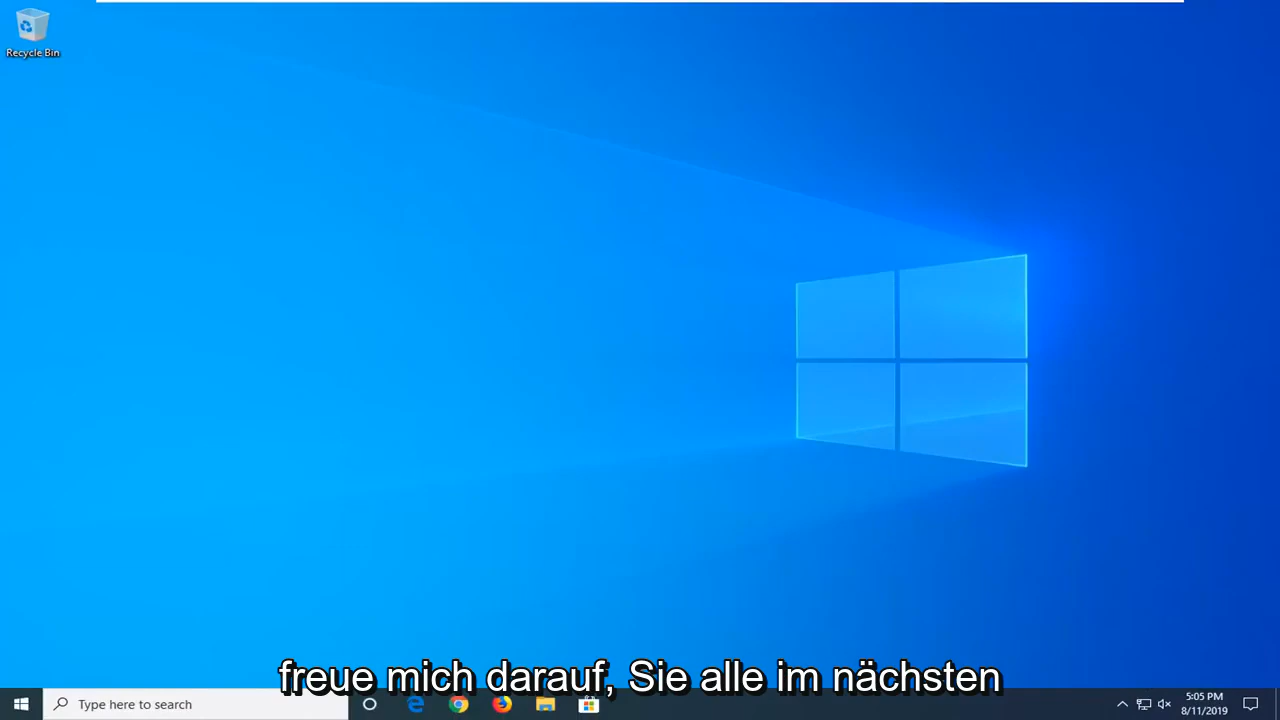 Recycle Bin
freue mich darauf, Sie alle im nächsten
Type here to search
5:05 PM
8/11/2019